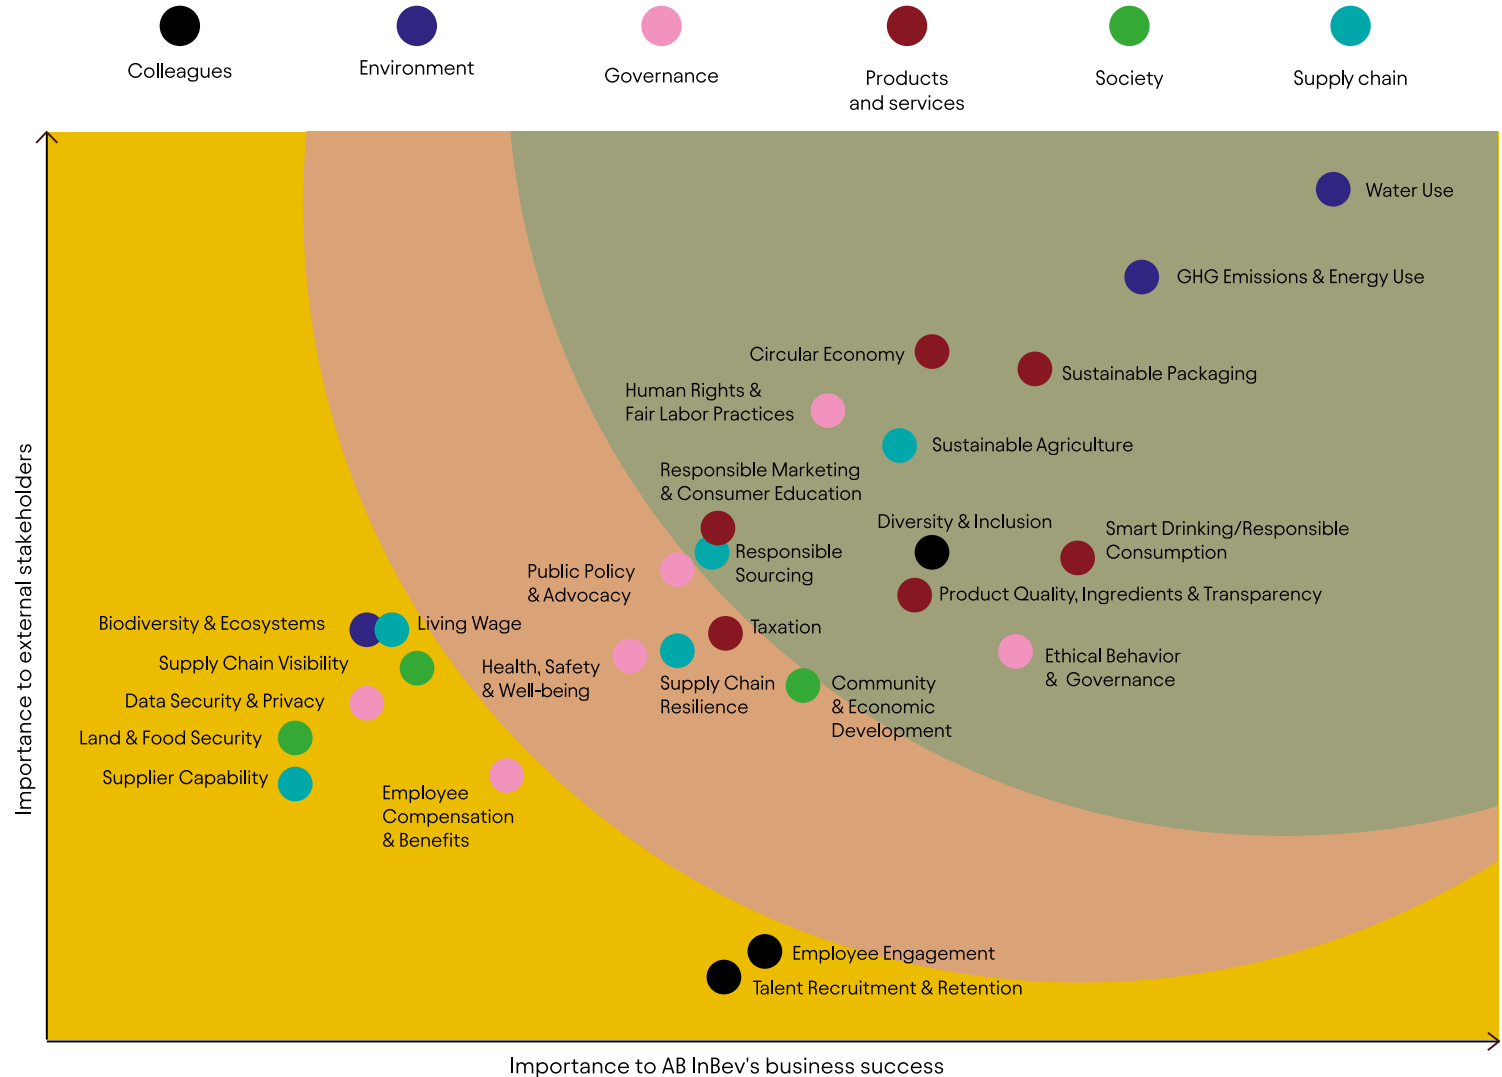 Colleagues
Environment
Governance
Products
and services
Society
Supply chain
Importance to external stakeholders
Water Use
GHG Emissions & Energy Use
Circular Economy
Sustainable Packaging
Human Rights &
Fair Labor Practices
Sustainable Agriculture
Responsible Marketing
& Consumer Education
Diversity & Inclusion
Smart Drinking/Responsible
Consumption
Responsible
Sourcing
Public Policy
& Advocacy
Product Quality, Ingredients & Transparency
Biodiversity & Ecosystems
Living Wage
Taxation
Supply Chain Visibility
Health, Safety
& Well-being
Ethical Behavior
& Governance
Supply Chain
Resilience
Community
& Economic
Development
Data Security & Privacy
Land & Food Security
Supplier Capability
Employee
Compensation
& Benefits
Employee Engagement
Talent Recruitment & Retention
Importance to AB InBev's business success